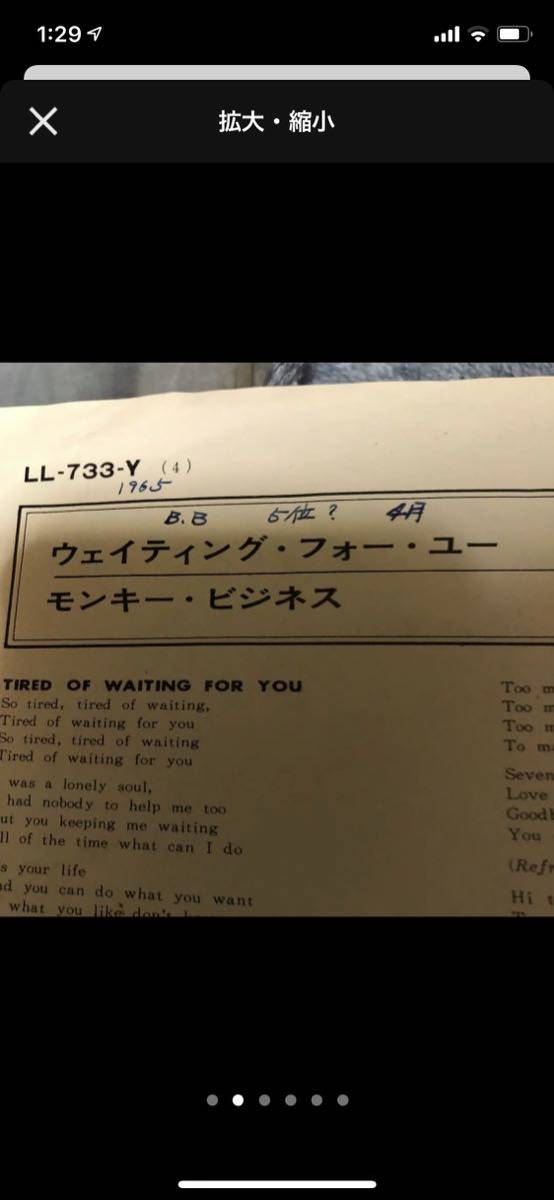 1:29
拡大・縮小
LL-733-Y (4)
1965
B.B 5位? 4月
ウェイティング・フォー・ユー
モンキー・ビジネス
TIRED OF WAITING FOR YOU
So tired, tired of waiting,
Tired of waiting for you
So tired, tired of waiting
Tired of waiting for you
was a lonely soul,
had nobody to help me too
ut you keeping me waiting
ll of the time what can I do
s your life
nd you can do what you want
what you like don't
Too m
Too m
Too m
To ma
Seven
Love
Goodb
You
(Refr
Hi t